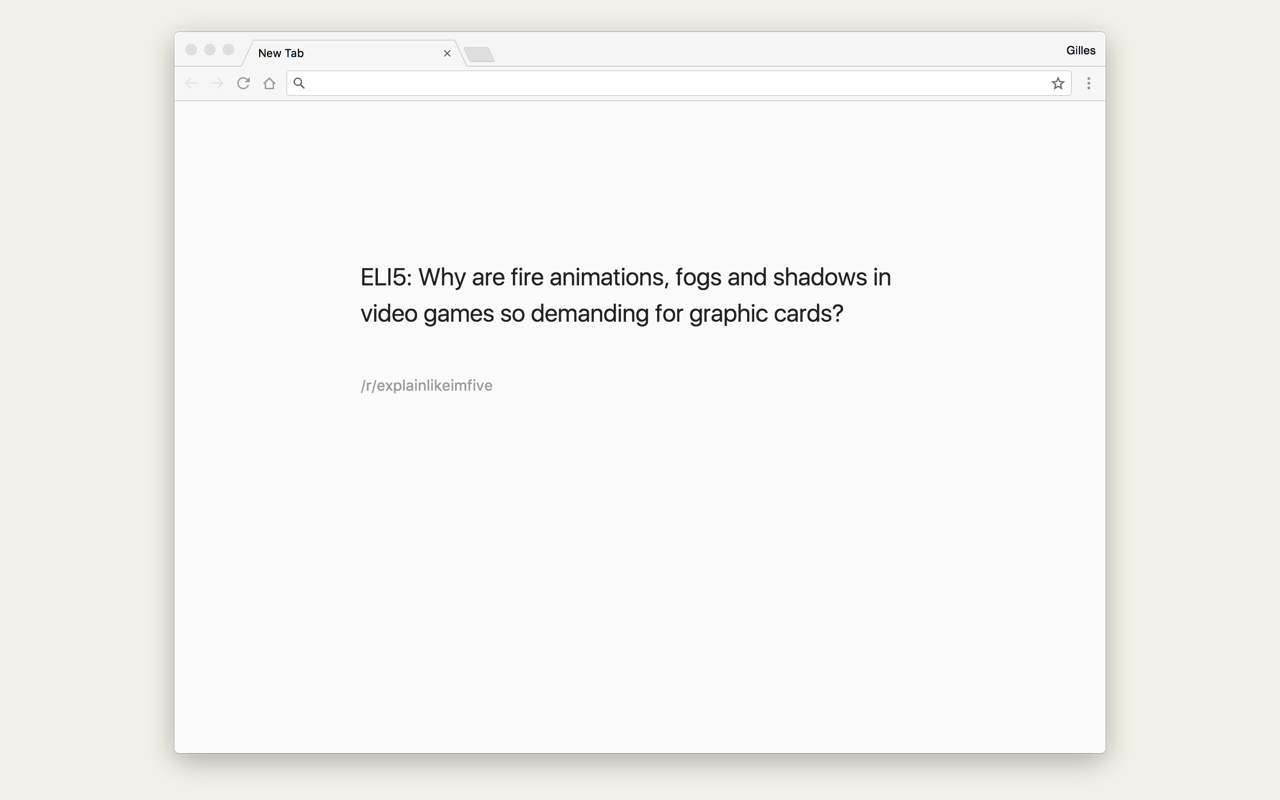 New Tab
Gilles
ELI5: Why are fire animations, fogs and shadows in
video games so demanding for graphic cards?
/r/explainlikeimfive